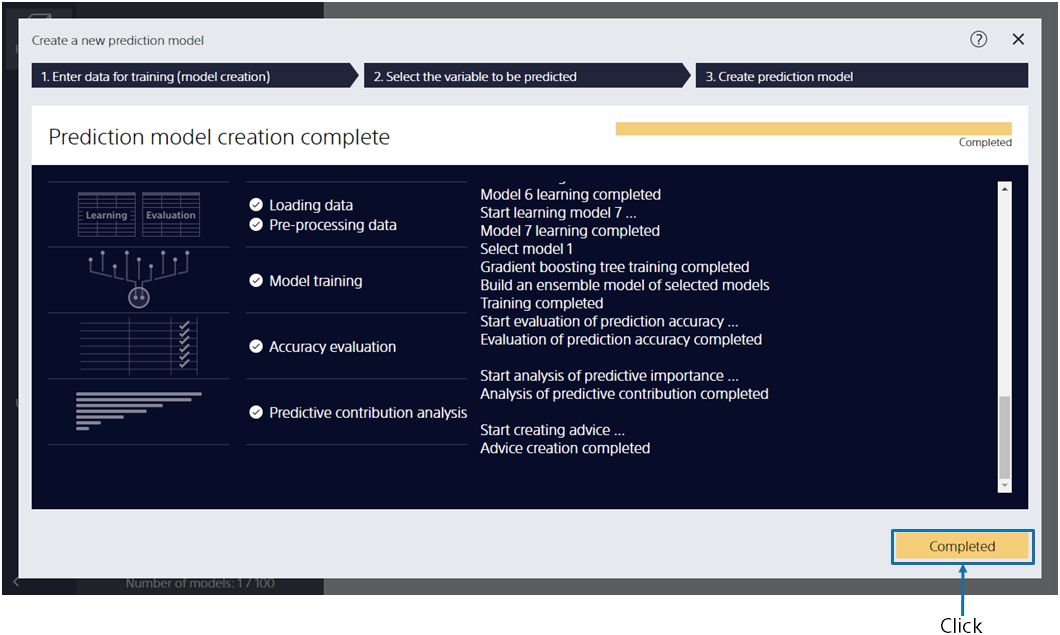 Create a new prediction model
?
1. Enter data for training (model creation)
2. Select the variable to be predicted
3. Create prediction model
Prediction model creation complete
Completed
Learning
Evaluation
Loading data
Pre-processing data
Model training
Accuracy evaluation
Predictive contribution analysis
Model 6 learning completed
Start learning model 7 ...
Model 7 learning completed
Select model 1
Gradient boosting tree training completed
Build an ensemble model of selected models
Training completed
Start evaluation of prediction accuracy ...
Evaluation of prediction accuracy completed
Start analysis of predictive importance ...
Analysis of predictive contribution completed
Start creating advice ...
Advice creation completed
Completed
Number of models: 1 / 100
Click